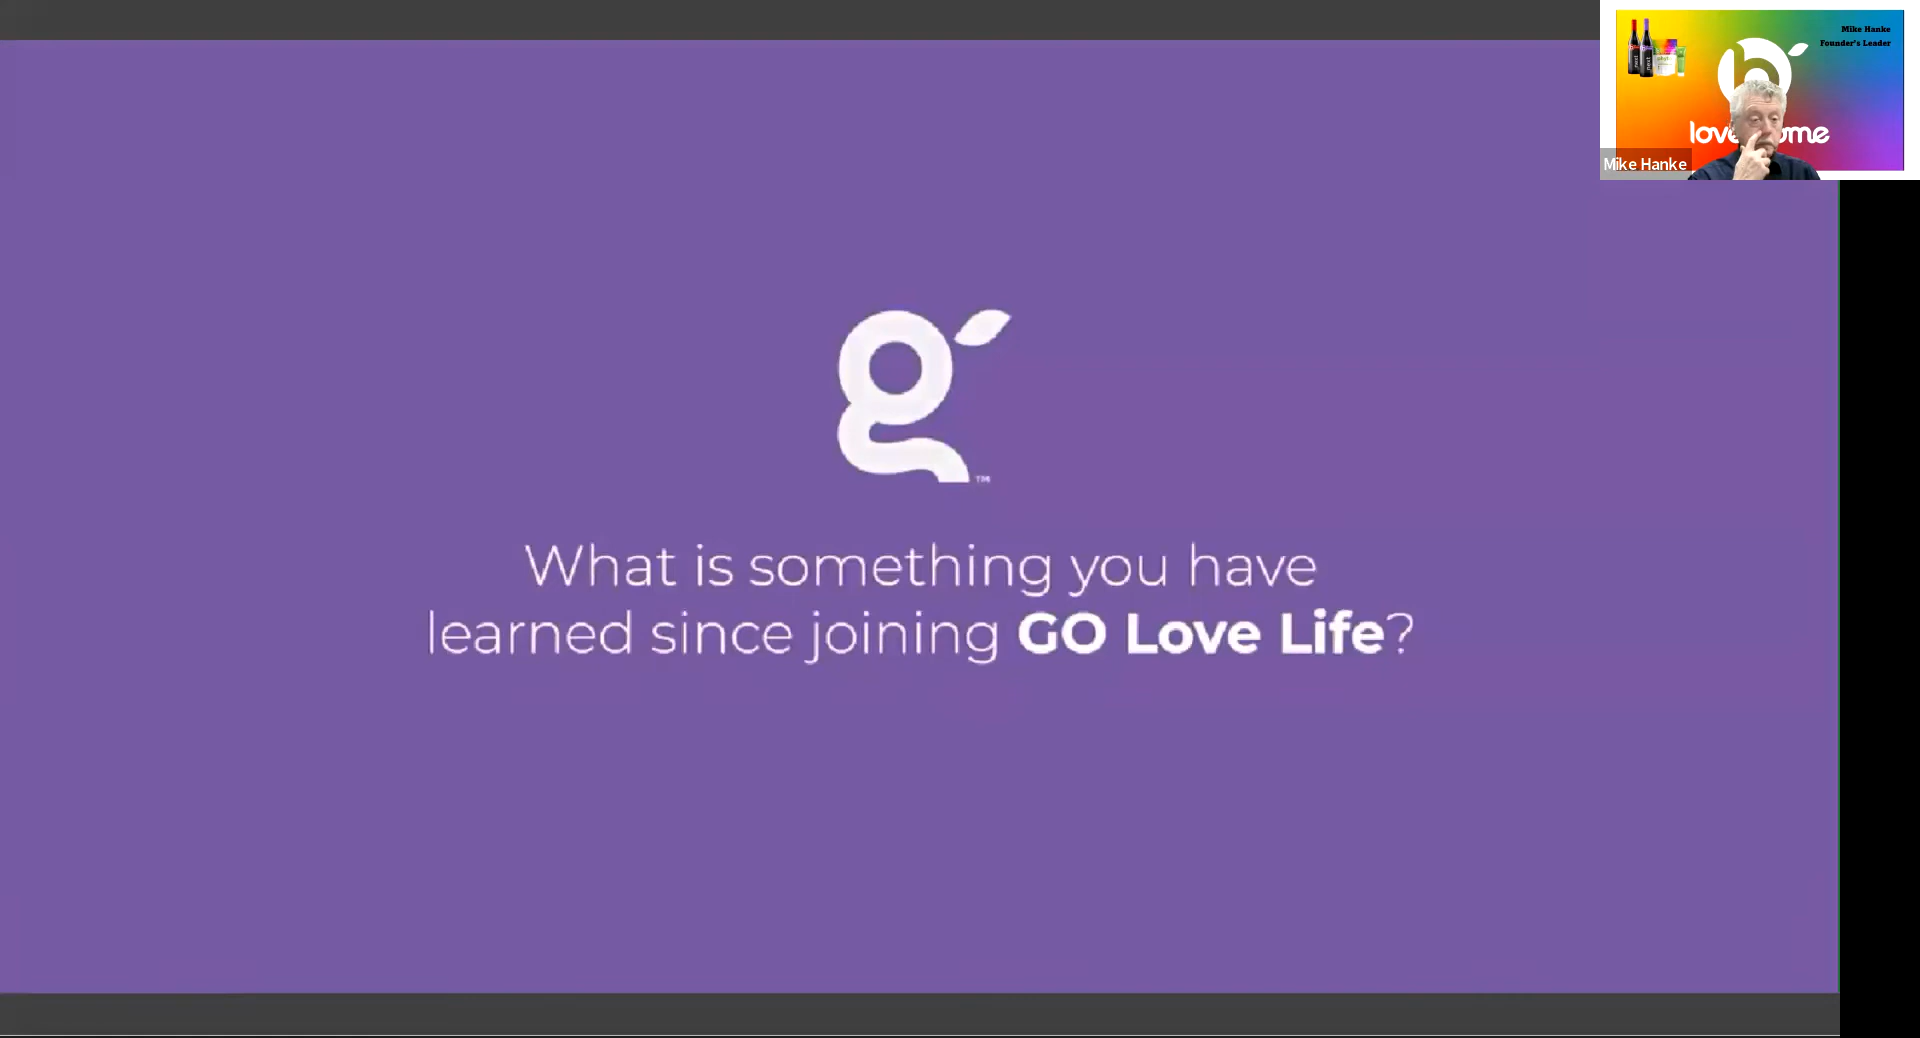 Mike Hanke
Founder's Leader
Mike Hanke
g
TM
What is something you have
learned since joining GO Love Life?